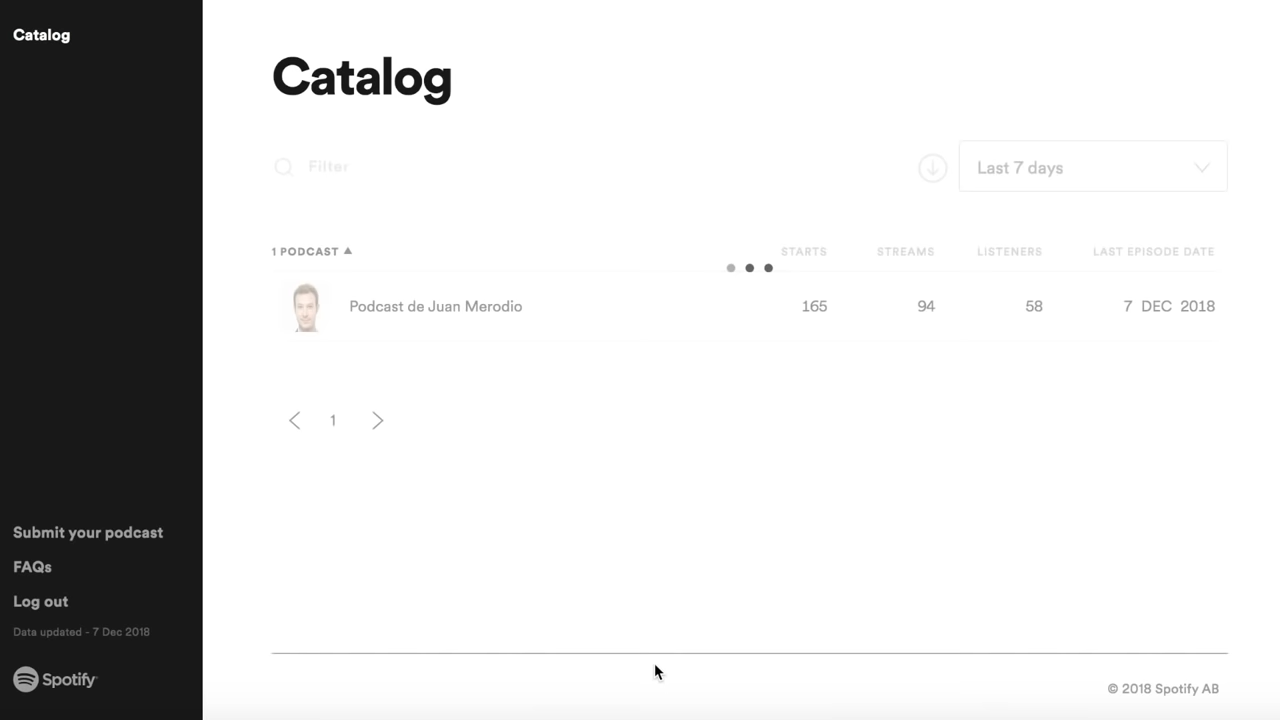 Catalog
Catalog
Filter
Last 7 days
1 PODCAST STARTS STREAMS LISTENERS LAST EPISODE DATE
Podcast de Juan Merodio 165 94 58 7 DEC 2018
1
Submit your podcast
FAQs
Log out
Data updated - 7 Dec 2018
Spotify
© 2018 Spotify AB